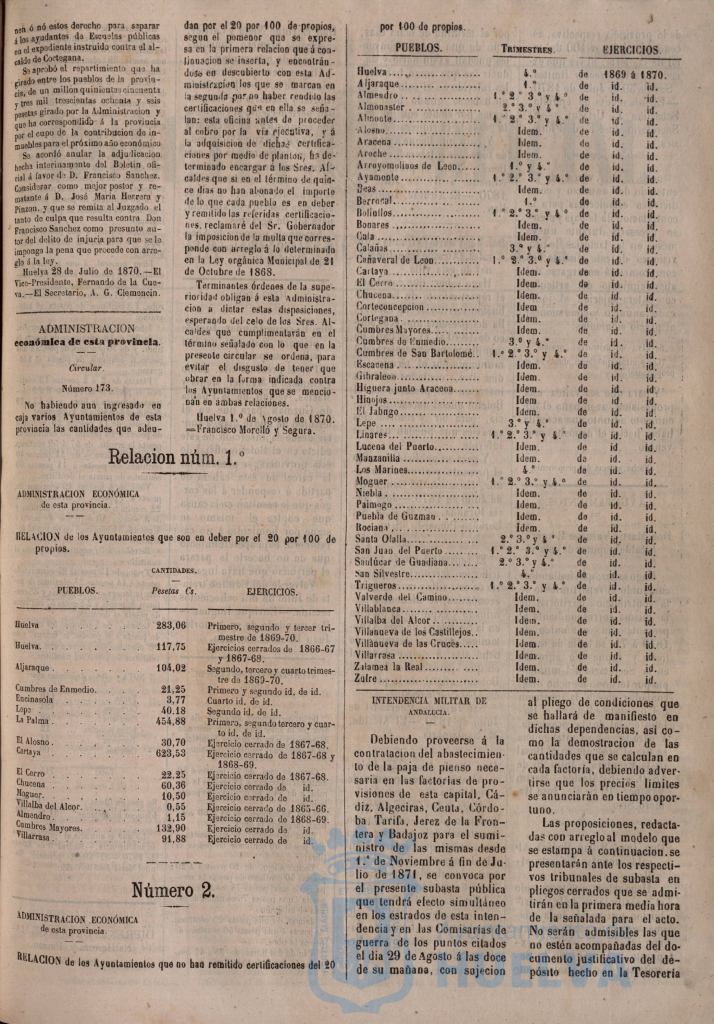 nen ó nó estos derecho para separar
á los ayudantes de Escuelas públicas
en el expediente instruido contra el al-
calde de Cortegana.
Se aprobó el repartimiento que ha
girado entre los pueblos de la provin-
cia, de un millon quinientos cincuenta
y tres mil trescientas ochenta y seis
pesetas girado por la Administracion y
que ha correspondido á la provincia
por el cupo de la contribucion de in-
muebles para el próximo año económico
Se acordó anular la adjudicacion
hecha interinamente del Boletin ofi-
cial á favor de D. Francisco Sanchez.
Considerar como mejor postor y re-
matante á D. José Maria Herrera y
Pinzon, y que se remita al Juzgado el
tanto de culpa que resulta contra Don
Francisco Sanchez como presunto au-
tor del delito de injuria para que se le
imponga la pena que procede con arre-
glo á la ley.
Huelva 28 de Julio de 1870.—El
Vice-Presidente, Fernando de la Cue-
va.—El Secretario, A. G. Clemencin.
ADMINISTRACION
económica de esta provincia.
Circular.
Número 173.
No habiendo aun ingresado en
caja varios Ayuntamientos de esta
provincia las cantidades que adeu-
dan por el 20 por 100 de propios,
segun el pomenor que se expre-
sa en la primera relacion que á con-
tinuacion se inserta, y encontrán-
dose en descubierto con esta Ad-
ministracion los que se marcan en
la segunda por no haber rendido las
certificaciones que en ella se seña-
lan: esta oficina antes de proceder
al cobro por la via ejecutiva, y á
la adquisicion de dichas certifica-
ciones por medio de planton, ha de-
terminado encargar á los Sres. Al-
caldes que si en el término de quin-
ce dias no han abonado el importe
de lo que cada pueblo es en deber
y remitido las referidas certificacio-
nes, reclamaré del Sr. Gobernador
la imposicion de la multa que corres-
ponde con arreglo á lo determinado
en la Ley orgánica Municipal de 21
de Octubre de 1868.
Terminantes órdenes de la supe-
rioridad obligan á esta Administra-
cion a dictar estas disposiciones,
esperando del celo de los Sres. Al-
caldes que cumplimentarán en el
término señalado con lo que en la
presente circular se ordena, para
evitar el disgusto de tener que
obrar en la forma indicada contra
los Ayuntamientos que se mencio-
nan en ambas relaciones.
Huelva 1.º de Agosto de 1870.
=Francisco Morelló y Segura.
Relacion núm. 1.º
ADMINISTRACION ECONÓMICA
de esta provincia.
RELACION de los Ayuntamientos que son en deber por el 20 por 100 de
propios.
CANTIDADES.
PUEBLOS. Pesetas Cs. EJERCICIOS.
Huelva 283,06 Primero, segundo y tercer tri-
mestre de 1869-70.
Huelva. 117,75 Ejercicios cerrados de 1866-67
y 1867-68.
Aljaraque. 104,02 Segundo, tercero y cuarto trimes-
tre de 1869-70.
Cumbres de Enmedio. 21,25 Primero y segundo id. de id.
Encinasola 3,77 Cuarto id. de id.
Lepe 40,18 Segundo id. de id.
La Palma 454,88 Primero, segundo tercero y cuar-
to id. de id.
El Alosno. 30,70 Ejercicio cerrado de 1867-68.
Cartaya 623,53 Ejercicio cerrado de 1867-68 y
1868-69.
El Cerro 22,25 Ejercicio cerrado de 1867-68.
Chucena 60,36 Ejercicio cerrado de id.
Moguer. 10,50 Ejercicio cerrado de id.
Villalba del Alcor. 0,55 Ejercicio cerrado de 1865-66.
Almendro. 1,15 Ejercicio cerrado de 1868-69.
Cumbres Mayores. 132,90 Ejercicio cerrado de id.
Villarrasa. 91,88 Ejercicio cerrado de id.
Número 2.
ADMINISTRACION ECONÓMICA
de esta provincia.
RELACION de los Ayuntamientos que no han remitido certificaciones del 20
por 100 de propios.
PUEBLOS. TRIMESTRES. EJERCICIOS.
Huelva 4.º de 1869 á 1870.
Aljaraque Idem. de id. id.
Almendro 1.º 2.º 3.º y 4.º de id. id.
Almonaster 2.º 3.º y 4.º de id. id.
Almonte 1.º 2.º 3.º y 4.º de id. id.
Alosno Idem. de id. id.
Aracena Idem. de id. id.
Aroche Idem. de id. id.
Arroyomolinos de Leon 1.º y 4.º de id. id.
Ayamonte 1.º 2.º 3.º y 4.º de id. id.
Beas Idem. de id. id.
Berrocal 1.º de id. id.
Bollullos 1.º 2.º 3.º y 4.º de id. id.
Bonares Idem. de id. id.
Cala Idem. de id. id.
Calañas 3.º y 4.º de id. id.
Cañaveral de Leon 1.º 2.º 3.º y 4.º de id. id.
Cartaya Idem. de id. id.
El Cerro Idem. de id. id.
Chucena Idem. de id. id.
Corteconcepcion Idem. de id. id.
Cortegana Idem. de id. id.
Cumbres Mayores Idem. de id. id.
Cumbres de Enmedio 3.º y 4.º de id. id.
Cumbres de San Bartolomé 1.º 2.º 3.º y 4.º de id. id.
Escacena Idem. de id. id.
Gibraleon Idem. de id. id.
Higuera junto Aracena Idem. de id. id.
Hinojos Idem. de id. id.
El Jabugo Idem. de id. id.
Lepe 3.º y 4.º de id. id.
Linares 1.º 2.º 3.º y 4.º de id. id.
Lucena del Puerto Idem. de id. id.
Manzanilla Idem. de id. id.
Los Marines 4.º de id. id.
Moguer 1.º 2.º 3.º y 4.º de id. id.
Niebla Idem. de id. id.
Paimogo Idem. de id. id.
Puebla de Guzman Idem. de id. id.
Rociana Idem. de id. id.
Santa Olalla 2.º 3.º y 4.º de id. id.
San Juan del Puerto 1.º 2.º 3.º y 4.º de id. id.
Sanlúcar de Guadiana 2.º 3.º y 4.º de id. id.
San Silvestre 4.º de id. id.
Trigueros 1.º 2.º 3.º y 4.º de id. id.
Valverde del Camino Idem. de id. id.
Villablanca Idem. de id. id.
Villalba del Alcor Idem. de id. id.
Villanueva de los Castillejos Idem. de id. id.
Villanueva de las Cruces Idem. de id. id.
Villarrasa Idem. de id. id.
Zalamea la Real Idem. de id. id.
Zufre Idem. de id. id.
INTENDENCIA MILITAR DE
ANDALUCIA.
Debiendo proveerse á la
contratacion del abastecimien-
to de la paja de pienso nece-
saria en las factorias de pro-
visiones de esta capital, Cá-
diz, Algeciras, Ceuta, Córdo-
ba, Tarifa, Jerez de la Fron-
tera y Badajoz para el sumi-
nistro de las mismas desde
1.º de Noviembre á fin de Ju-
lio de 1871, se convoca por
el presente subasta pública
que tendrá efecto simultáneo
en los estrados de esta inten-
dencia y en las Comisarias de
guerra de los puntos citados
el dia 29 de Agosto á las doce
de su mañana, con sujecion
al pliego de condiciones que
se hallará de manifiesto en
dichas dependencias, asi co-
mo la demostracion de las
cantidades que se calculan en
cada factoría, debiendo adver-
tirse que los precios limites
se anunciarán en tiempo opor-
tuno.
Las proposiciones, redacta-
das con arreglo al modelo que
se estampa á continuacion, se
presentarán ante los respecti-
vos tribunales de subasta en
pliegos cerrados que se admi-
tirán en la primera media hora
de la señalada para el acto.
No serán admisibles las que
no estén acompañadas del do-
cumento justificativo del de-
pósito hecho en la Tesorería
HUELVA